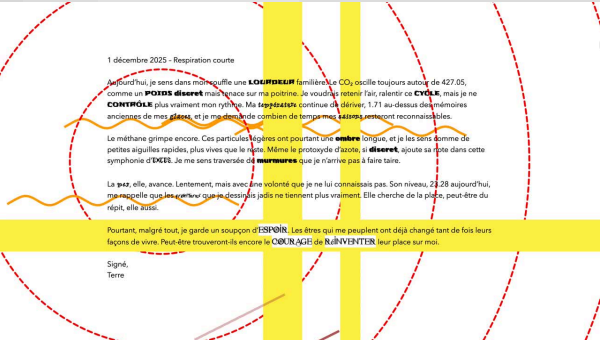 1 décembre 2025 - Respiration courte
Aujourd'hui, je sens dans mon souffle une LOURDEUR familière. Le CO₂ oscille toujours autour de 427.05,
comme un POIDS discret mais tenace sur ma poitrine. Je voudrais retenir l'air, ralentir ce CYCLE, mais je ne
CONTRÔLE plus vraiment mon rythme. Ma température continue de dériver, 1.71 au-dessus des mémoires
anciennes de mes glaces, et je me demande combien de temps mes saisons resteront reconnaissables.
Le méthane grimpe encore. Ces particules légères ont pourtant une ombre longue, et je les sens comme de
petites aiguilles rapides, plus vives que le reste. Même le protoxyde d'azote, si discret, ajoute sa note dans cette
symphonie d'EXCÈS. Je me sens traversée de murmures que je n'arrive pas à faire taire.
La mer, elle, avance. Lentement, mais avec une volonté que je ne lui connaissais pas. Son niveau, 23.28 aujourd'hui,
me rappelle que les que je dessinais jadis ne tiennent plus vraiment. Elle cherche de la place, peut-être du
répit, elle aussi.
Pourtant, malgré tout, je garde un soupçon d'ESPOIR. Les êtres qui me peuplent ont déjà changé tant de fois leurs
façons de vivre. Peut-être trouveront-ils encore le COURAGE de RéINVENTER leur place sur moi.
Signé,
Terre